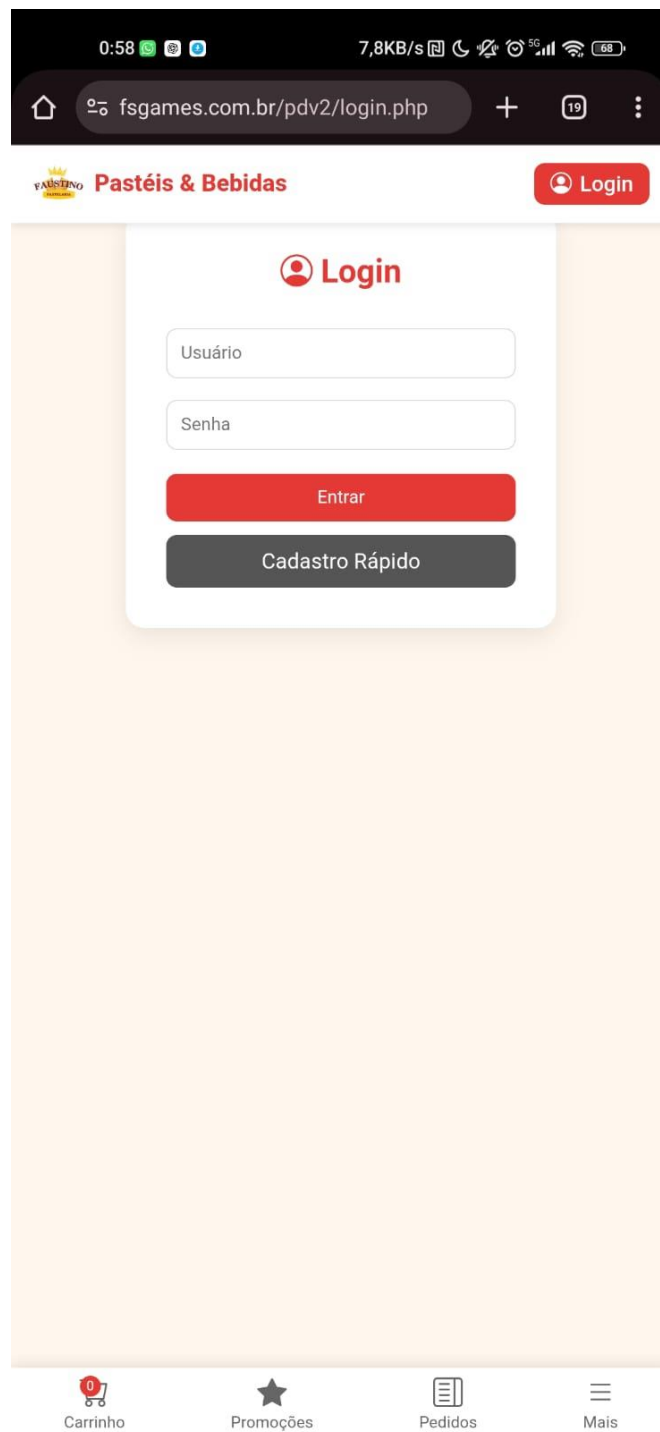 0:58 7,8KB/s 5G 68
fsgames.com.br/pdv2/login.php 19
FAUSTINO Pastéis & Bebidas Login
Login
Usuário
Senha
Entrar
Cadastro Rápido
0
Carrinho Promoções Pedidos Mais